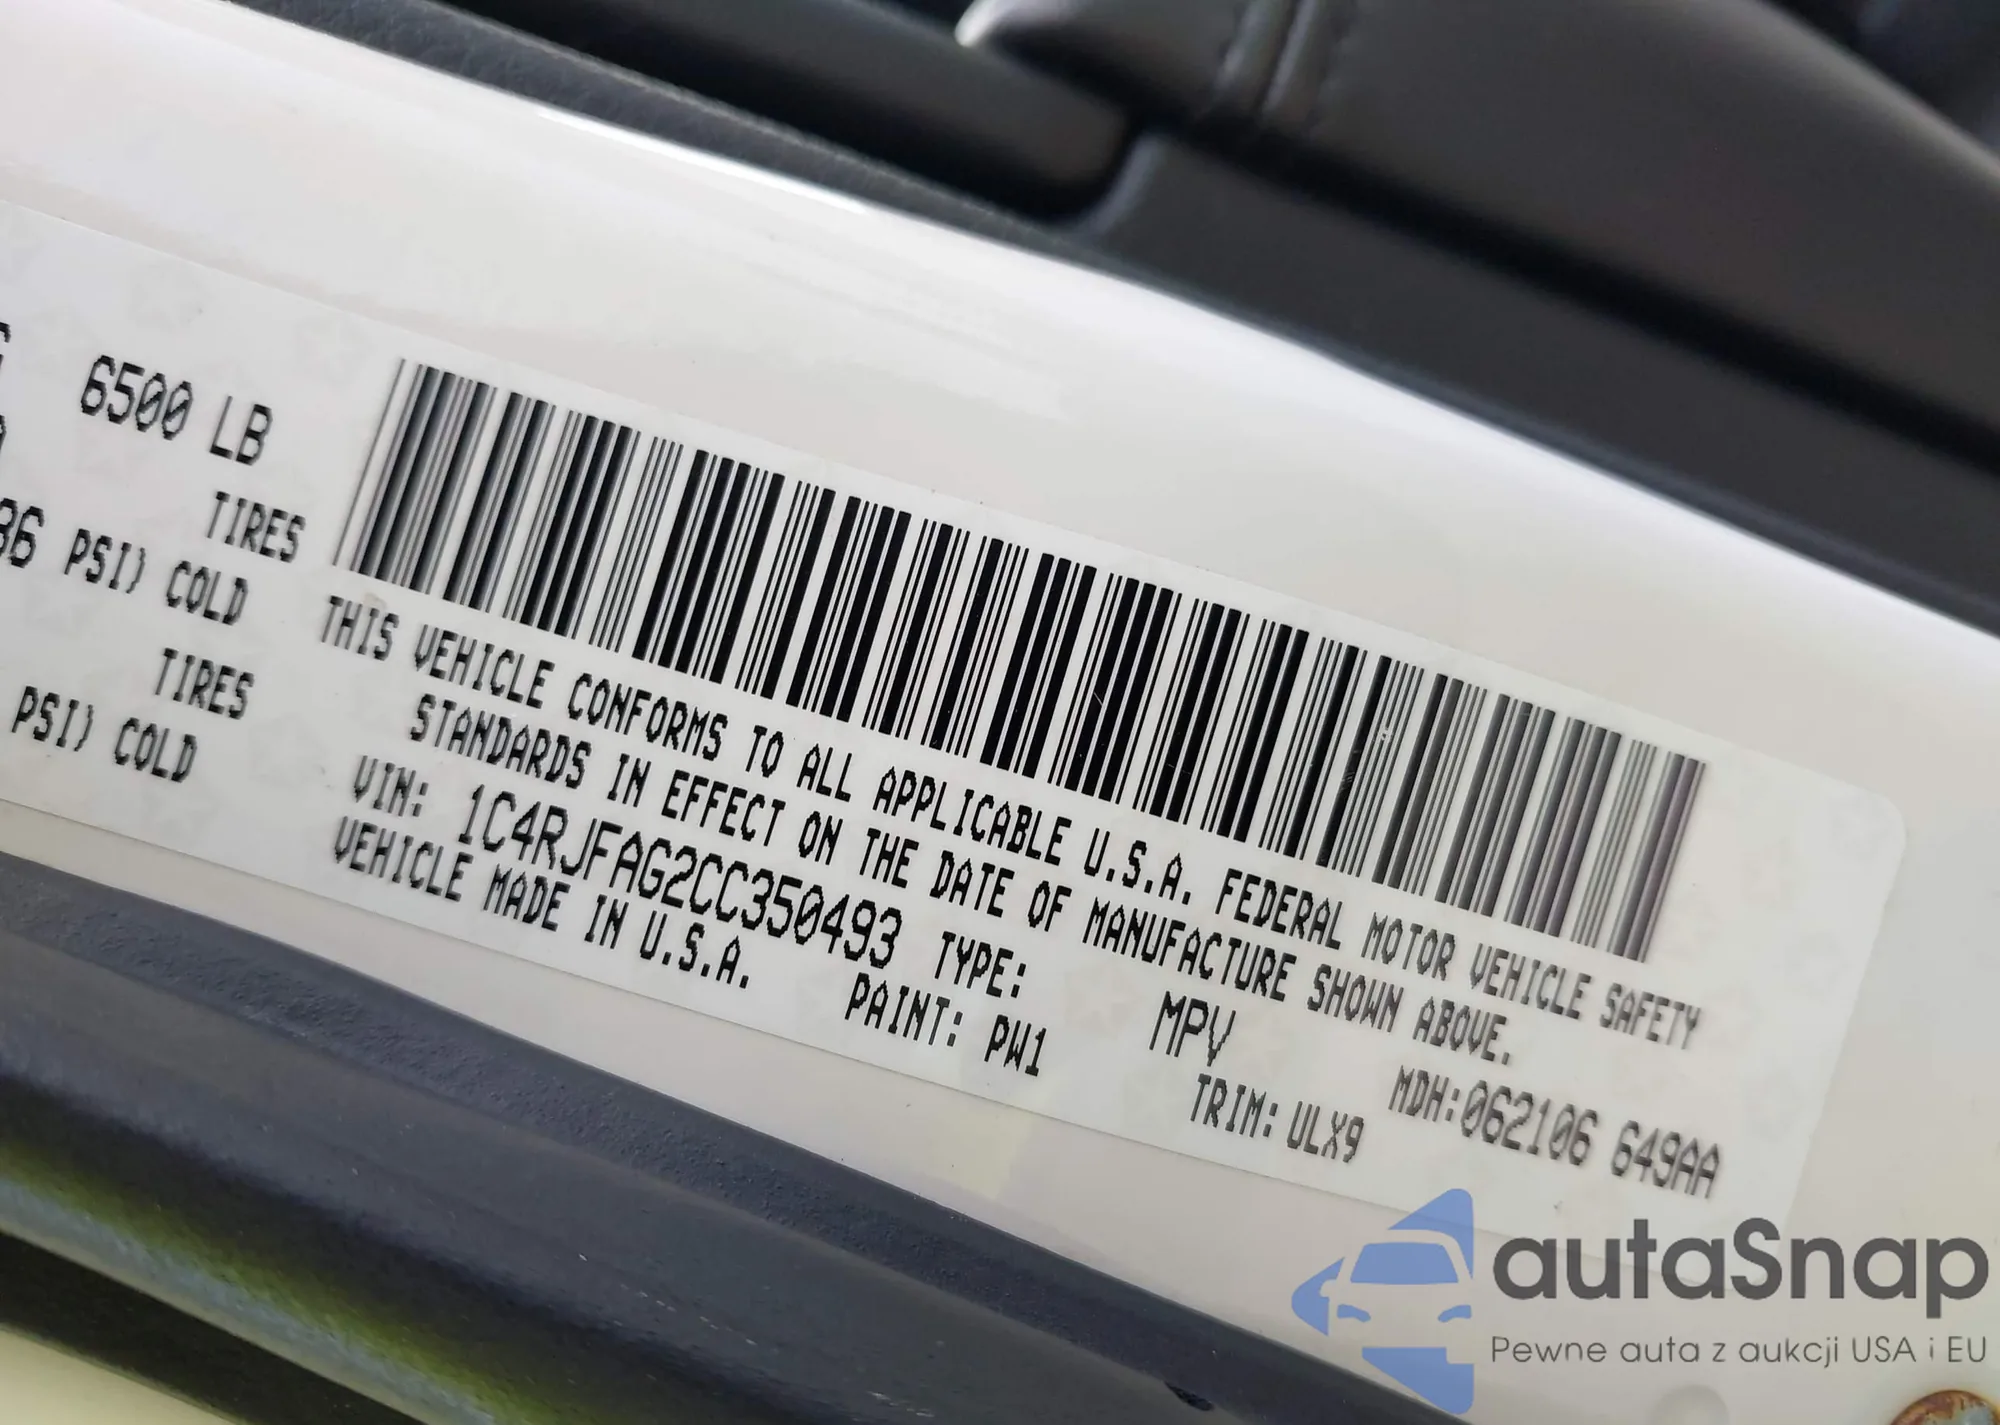 6500 LB
TIRES
PSI) COLD
TIRES
PSI) COLD
THIS VEHICLE CONFORMS TO ALL APPLICABLE U.S.A. FEDERAL MOTOR VEHICLE SAFETY
STANDARDS IN EFFECT ON THE DATE OF MANUFACTURE SHOWN ABOVE.
VIN: 1C4RJFAG2CC350493 TYPE: MPV MDH:062106 649AA
VEHICLE MADE IN U.S.A. PAINT: PW1 TRIM: ULX9
autaSnap
Pewne auta z aukcji USA i EU